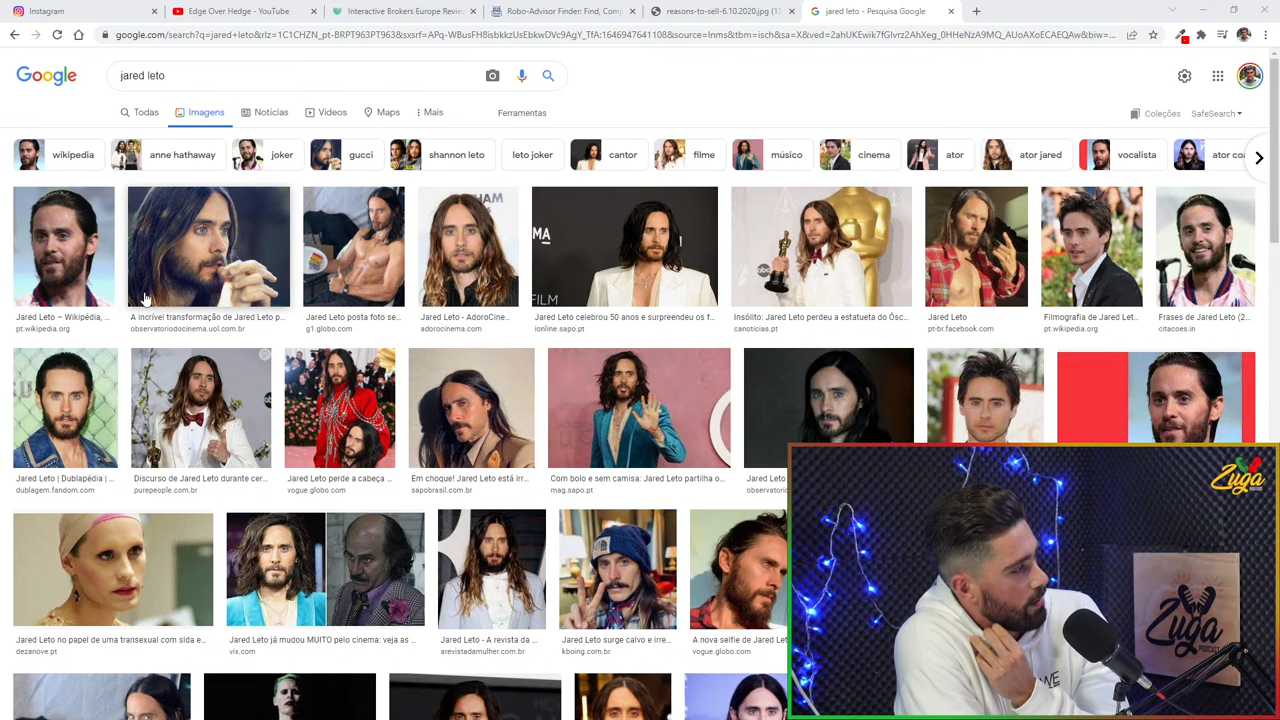 Instagram
Edge Over Hedge - YouTube
Interactive Brokers Europe Revie
Robo-Advisor Finder: Find, Comp
reasons-to-sell-6.10.2020.jpg (13
jared leto - Pesquisa Google
Google
jared leto
Todas
Imagens
Notícias
Vídeos
Maps
Mais
Ferramentas
Coleções
SafeSearch
wikipedia
anne hathaway
joker
gucci
shannon leto
leto joker
cantor
filme
músico
cinema
ator
ator jared
vocalista
ator co
Jared Leto – Wikipédia, ...
A incrível transformação de Jared Leto p...
Jared Leto posta foto se...
Jared Leto - AdoroCine...
Jared Leto celebrou 50 anos e surpreendeu os f...
Insólito: Jared Leto perdeu a estatueta do Ósc...
Jared Leto
Filmografia de Jared Let...
Frases de Jared Leto (2...
pt.wikipedia.org
observatoriodocinema.uol.com.br
g1.globo.com
adorocinema.com
ionline.sapo.pt
canoticias.pt
pt-br.facebook.com
pt.wikipedia.org
citacoes.in
Jared Leto | Dublapédia | ...
Discurso de Jared Leto durante cer...
Jared Leto perde a cabeça ...
Em choque! Jared Leto está irr...
Com bolo e sem camisa: Jared Leto partilha o...
Jared Leto
dublagem.fandom.com
purepeople.com.br
vogue.globo.com
sapobrasil.com.br
mag.sapo.pt
observatori
Jared Leto no papel de uma transexual com sida e...
Jared Leto já mudou MUITO pelo cinema: veja as ...
Jared Leto - A revista da ...
Jared Leto surge calvo e irre...
A nova selfie de Jared Let
dezanove.pt
vix.com
arevistadamulher.com.br
kboing.com.br
vogue.globo.com
Zuga
PODCAST
Zuga
PODCAST